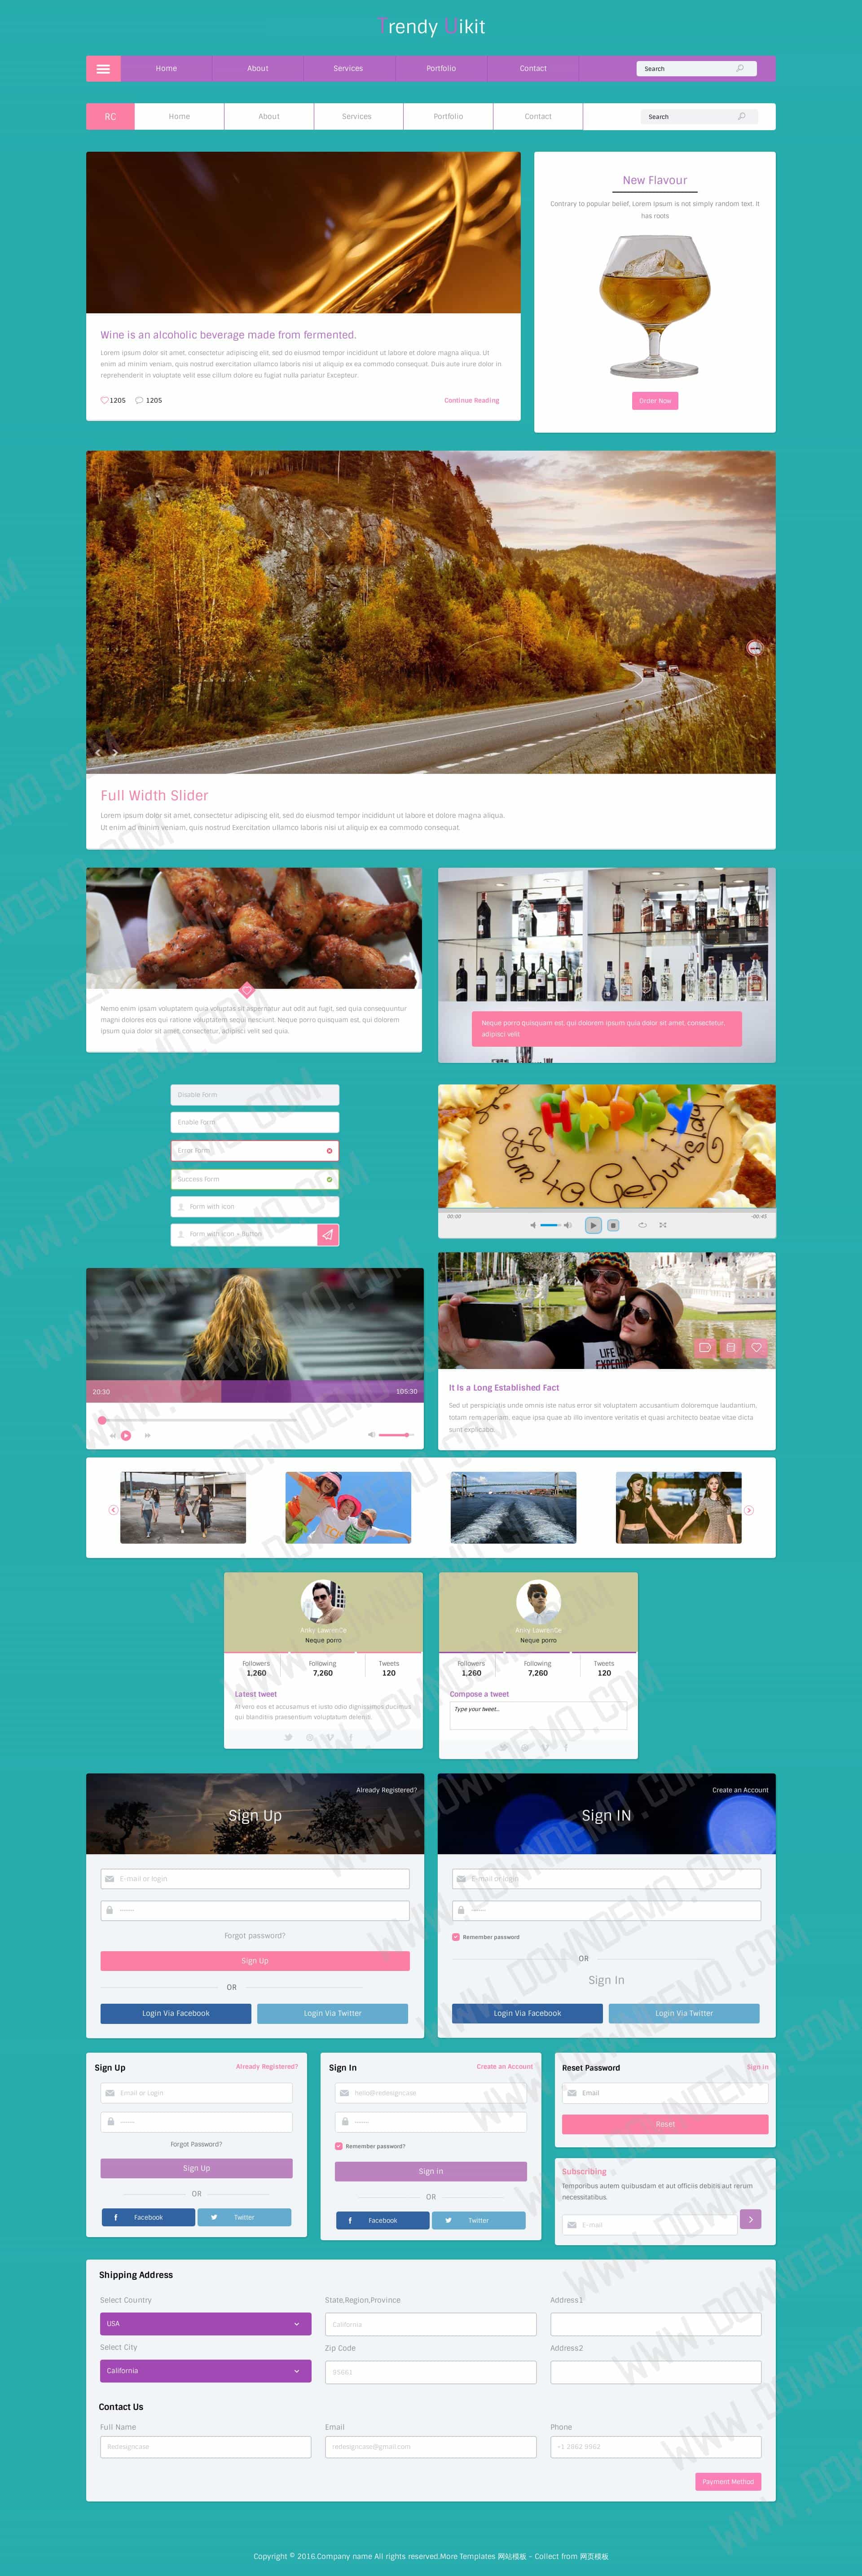 Trendy Uikit
Home About Services Portfolio Contact Search
RC Home About Services Portfolio Contact Search
Wine is an alcoholic beverage made from fermented.
Lorem ipsum dolor sit amet, consectetur adipiscing elit, sed do eiusmod tempor incididunt ut labore et dolore magna aliqua. Ut
enim ad minim veniam, quis nostrud exercitation ullamco laboris nisi ut aliquip ex ea commodo consequat. Duis aute irure dolor in
reprehenderit in voluptate velit esse cillum dolore eu fugiat nulla pariatur Excepteur.
1205 1205 Continue Reading
New Flavour
Contrary to popular belief, Lorem Ipsum is not simply random text. It
has roots
Order Now
Full Width Slider
Lorem ipsum dolor sit amet, consectetur adipiscing elit, sed do eiusmod tempor incididunt ut labore et dolore magna aliqua.
Ut enim ad minim veniam, quis nostrud Exercitation ullamco laboris nisi ut aliquip ex ea commodo consequat.
Nemo enim ipsam voluptatem quia voluptas sit aspernatur aut odit aut fugit, sed quia consequuntur
magni dolores eos qui ratione voluptatem sequi nesciunt. Neque porro quisquam est, qui dolorem
ipsum quia dolor sit amet, consectetur, adipisci velit sed quia.
Neque porro quisquam est, qui dolorem ipsum quia dolor sit amet, consectetur,
adipisci velit
Disable Form
Enable Form
Error Form
Success Form
Form with icon
Form with icon + Button
HAPPY
Zum 40. Geburtstag
00:00 -00:45
20:30 105:30
LIFE
EXPERIM
It Is a Long Established Fact
Sed ut perspiciatis unde omnis iste natus error sit voluptatem accusantium doloremque laudantium,
totam rem aperiam, eaque ipsa quae ab illo inventore veritatis et quasi architecto beatae vitae dicta
sunt explicabo.
Anky LawrenCe
Neque porro
Followers Following Tweets
1,260 7,260 120
Latest tweet
At vero eos et accusamus et iusto odio dignissimos ducimus
qui blanditiis praesentium voluptatum deleniti.
Anky LawrenCe
Neque porro
Followers Following Tweets
1,260 7,260 120
Compose a tweet
Type your tweet...
Already Registered?
Sign Up
E-mail or login
Forgot password?
Sign Up
OR
Login Via Facebook Login Via Twitter
Create an Account
Sign IN
E-mail or login
Remember password
OR
Sign In
Login Via Facebook Login Via Twitter
Sign Up Already Registered?
Email or Login
Forgot Password?
Sign Up
OR
Facebook Twitter
Sign In Create an Account
hello@redesigncase
Remember password?
Sign in
OR
Facebook Twitter
Reset Password Sign in
Email
Reset
Subscribing
Temporibus autem quibusdam et aut officiis debitis aut rerum
necessitatibus.
E-mail
Shipping Address
Select Country State,Region,Province Address1
USA California
Select City Zip Code Address2
California 95661
Contact Us
Full Name Email Phone
Redesigncase redesigncase@gmail.com +1 2862 9962
Payment Method
Copyright © 2016.Company name All rights reserved.More Templates 网站模板 - Collect from 网页模板
WWW.DOWNDEMO.COM